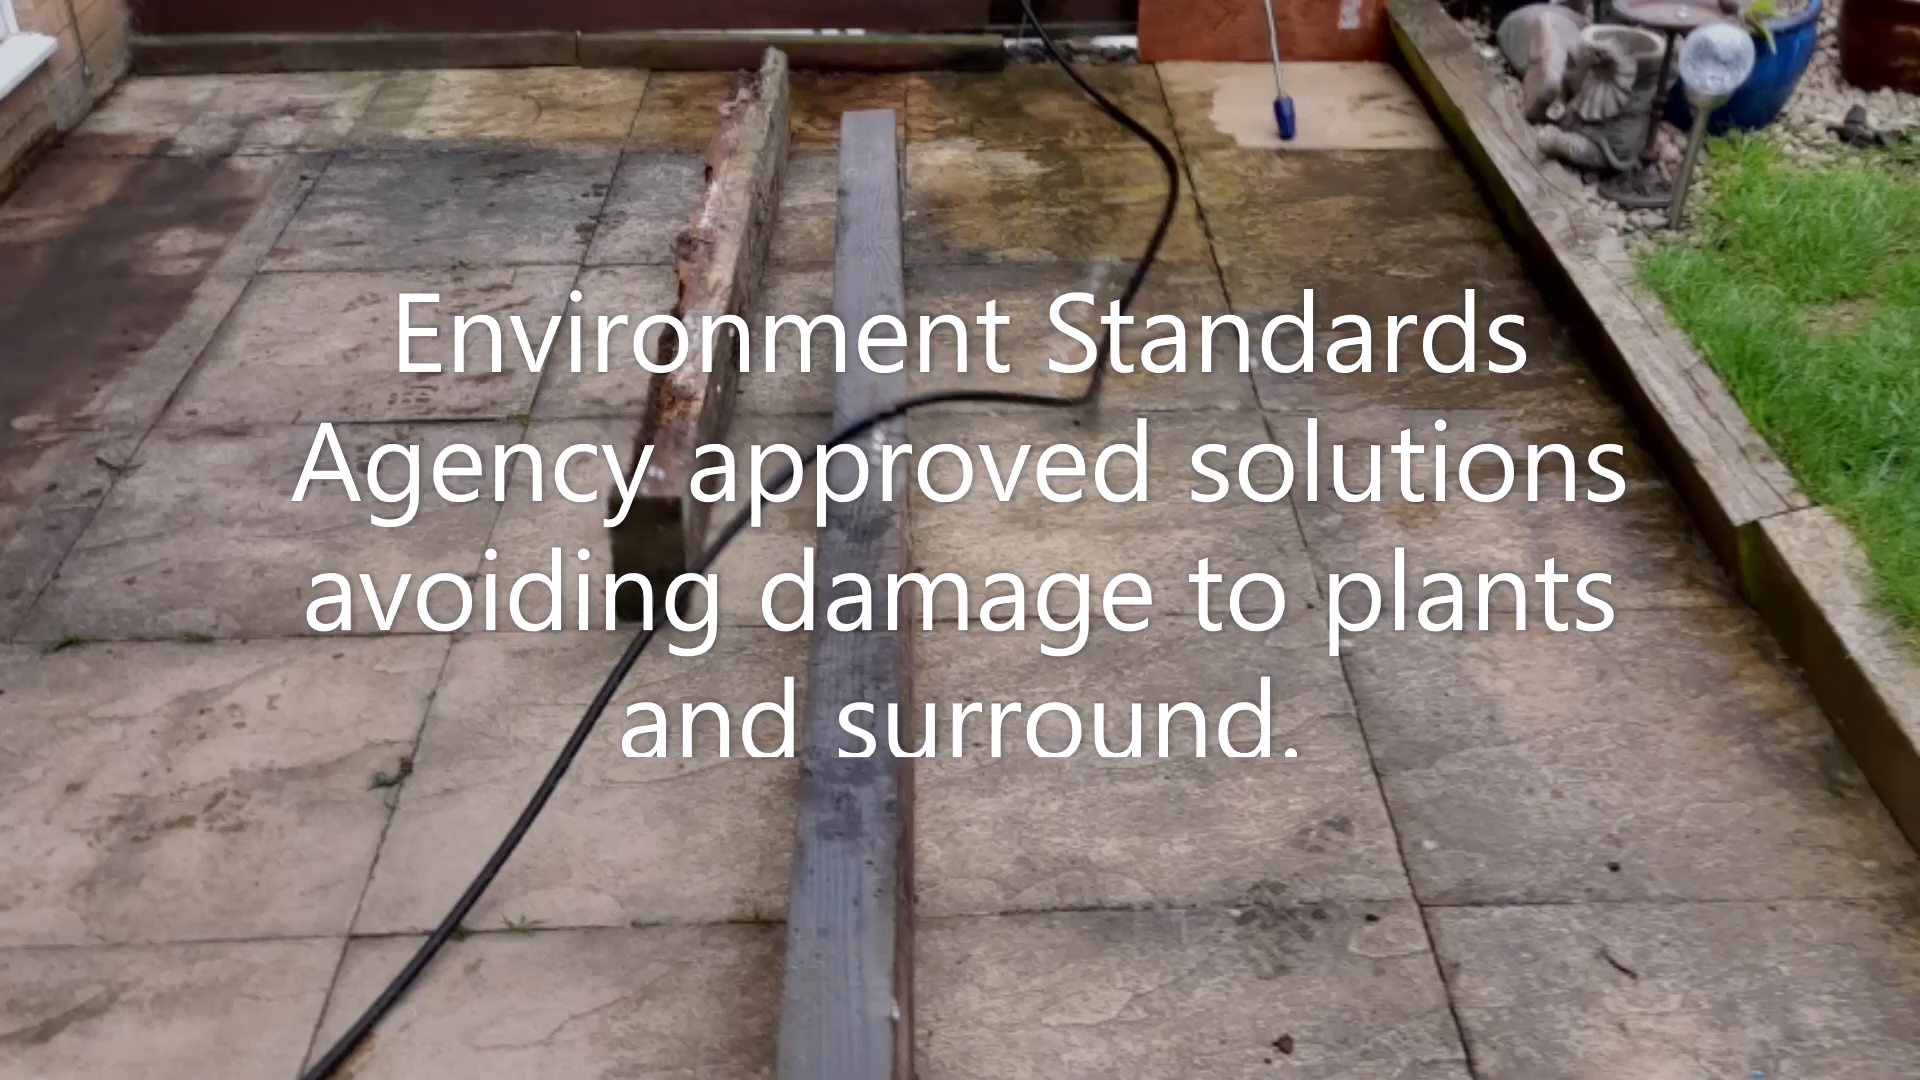 Environment Standards
Agency approved solutions
avoiding damage to plants
and surround.